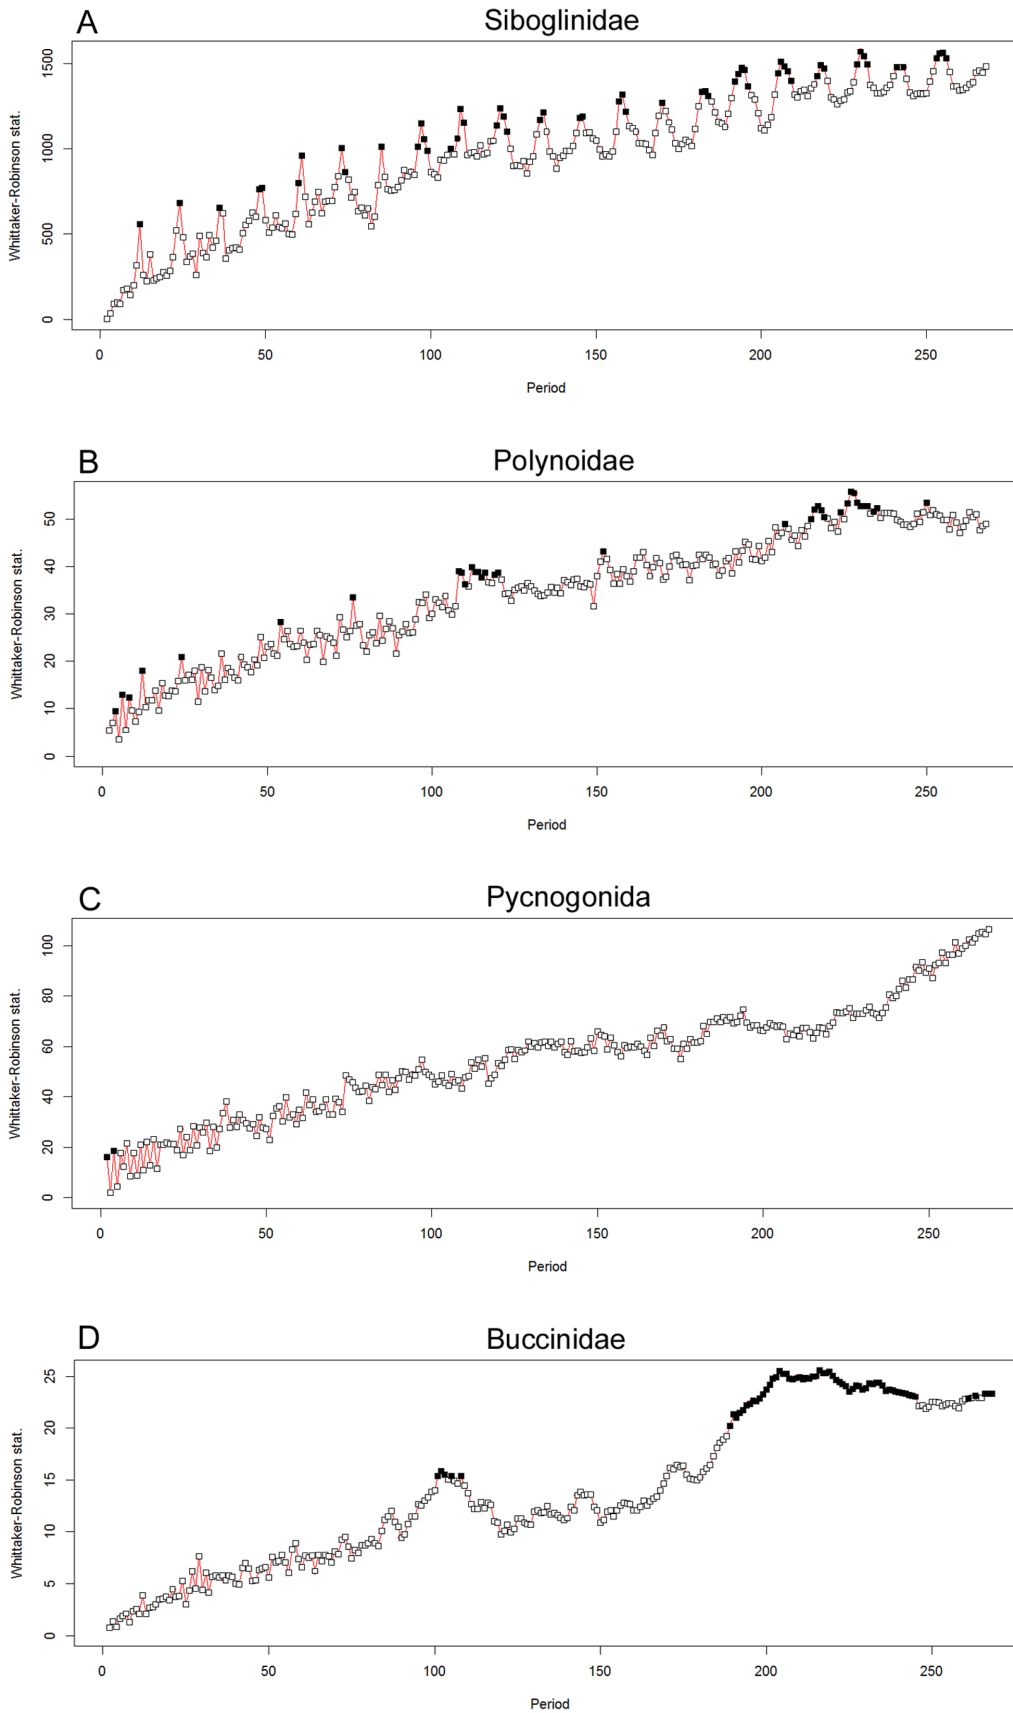 A Siboglinidae
Whittaker-Robinson stat.
0 500 1000 1500
0 50 100 150 200 250
Period
B Polynoidae
Whittaker-Robinson stat.
0 10 20 30 40 50
0 50 100 150 200 250
Period
C Pycnogonida
Whittaker-Robinson stat.
0 20 40 60 80 100
0 50 100 150 200 250
Period
D Buccinidae
Whittaker-Robinson stat.
0 5 10 15 20 25
0 50 100 150 200 250
Period